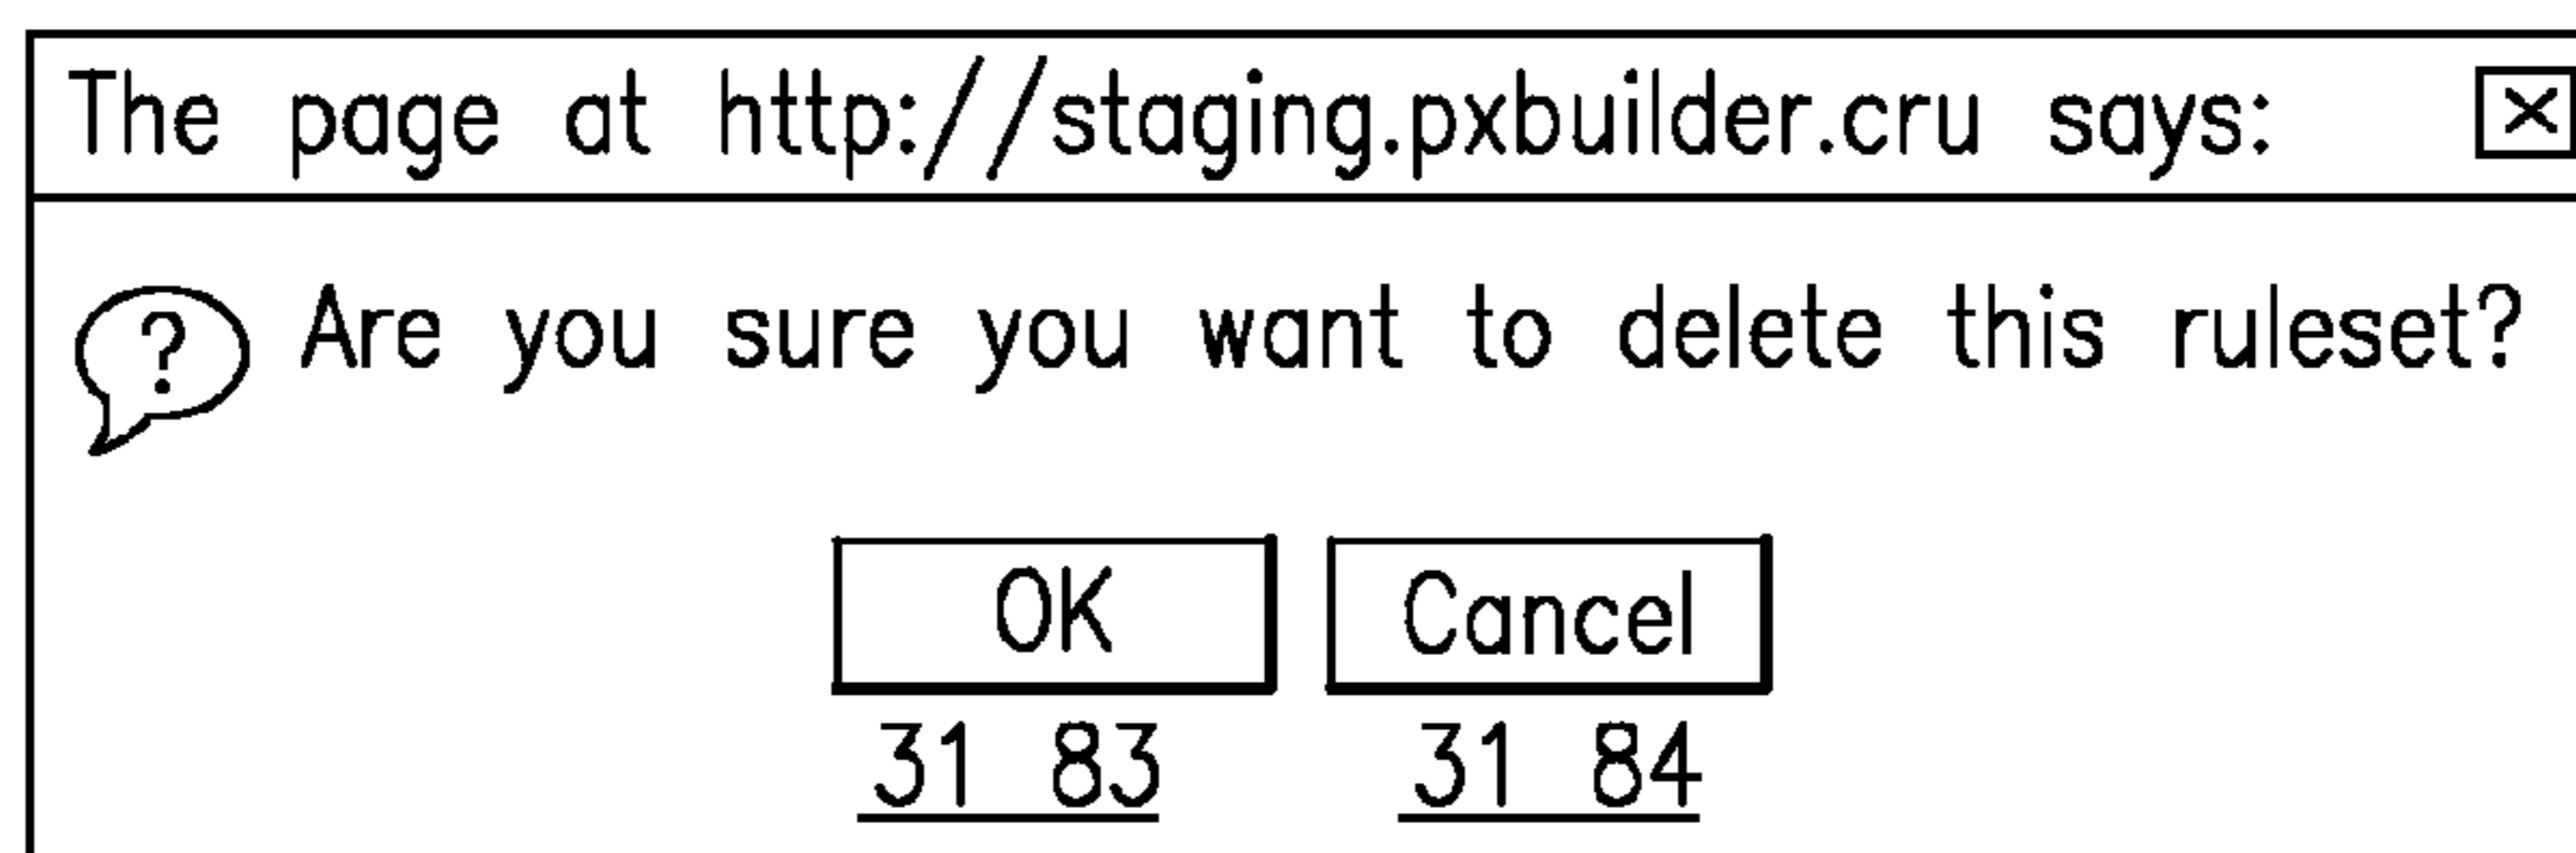 The page at http://staging.pxbuilder.cru says:
? Are you sure you want to delete this ruleset?
OK Cancel
31 83 31 84